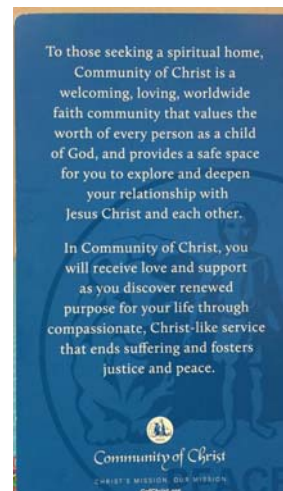 To those seeking a spiritual home,
Community of Christ is a
welcoming, loving, worldwide
faith community that values the
worth of every person as a child
of God, and provides a safe space
for you to explore and deepen
your relationship with
Jesus Christ and each other.
In Community of Christ, you
will receive love and support
as you discover renewed
purpose for your life through
compassionate, Christ-like service
that ends suffering and fosters
justice and peace.
Community of Christ
CHRIST'S MISSION, OUR MISSION
PEACE